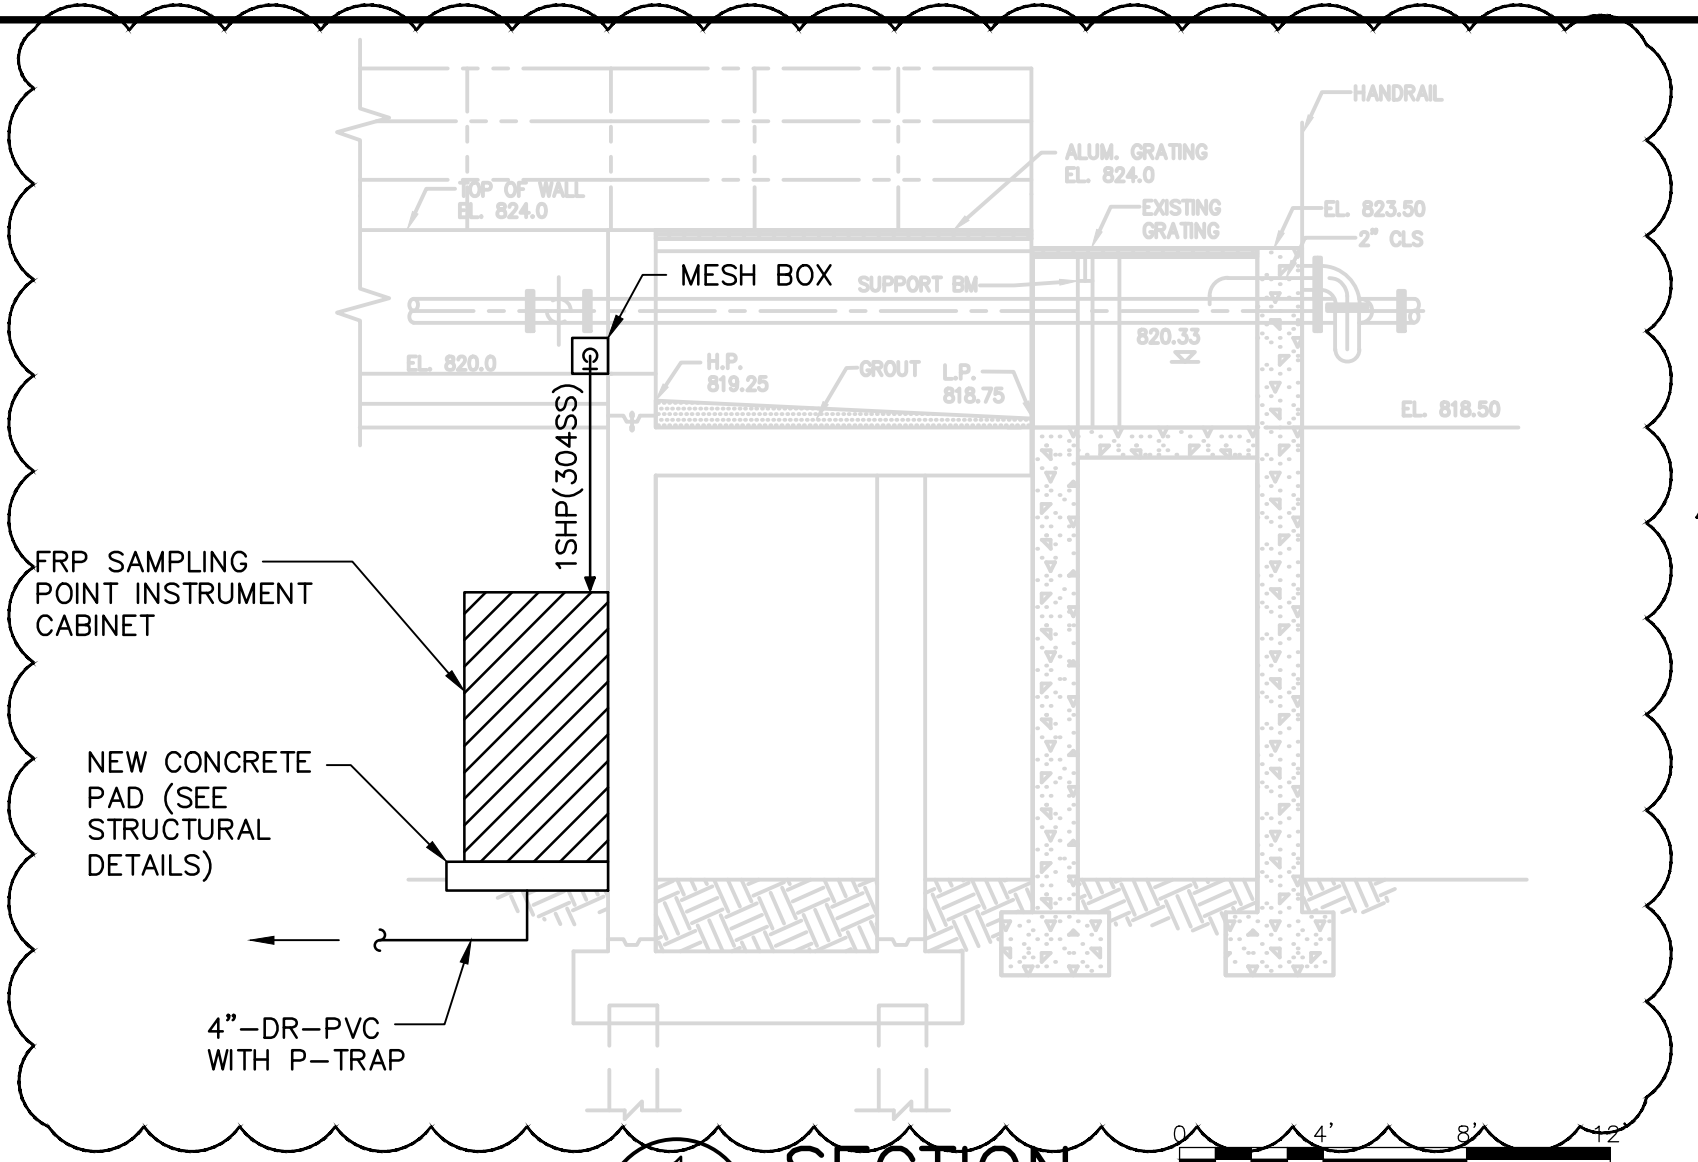 HANDRAIL
ALUM. GRATING
EL. 824.0
TOP OF WALL
EL. 824.0
EXISTING
GRATING
EL. 823.50
2" CLS
MESH BOX
SUPPORT BM
820.33
EL. 820.0
H.P.
819.25
GROUT
L.P.
818.75
EL. 818.50
1SHP(304SS)
FRP SAMPLING
POINT INSTRUMENT
CABINET
NEW CONCRETE
PAD (SEE
STRUCTURAL
DETAILS)
4"-DR-PVC
WITH P-TRAP
1 SECTION
0 4' 8' 12'